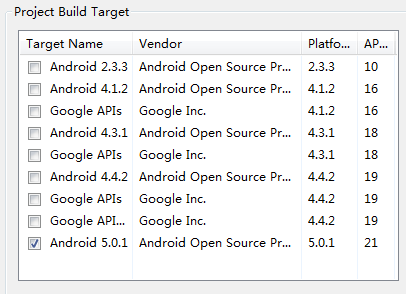 Project Build Target
Target Name Vendor Platfo... AP...
Android 2.3.3 Android Open Source Pr... 2.3.3 10
Android 4.1.2 Android Open Source Pr... 4.1.2 16
Google APIs Google Inc. 4.1.2 16
Android 4.3.1 Android Open Source Pr... 4.3.1 18
Google APIs Google Inc. 4.3.1 18
Android 4.4.2 Android Open Source Pr... 4.4.2 19
Google APIs Google Inc. 4.4.2 19
Google API... Google Inc. 4.4.2 19
Android 5.0.1 Android Open Source Pr... 5.0.1 21